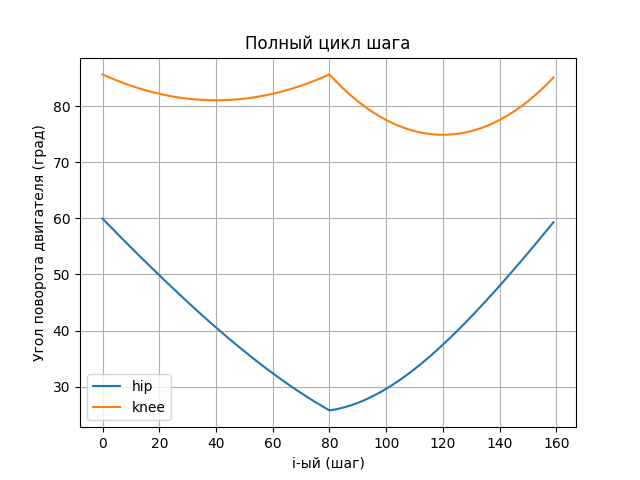 Полный цикл шага
Угол поворота двигателя (град)
80
70
60
50
40
30
hip
knee
0 20 40 60 80 100 120 140 160
i-ый (шаг)